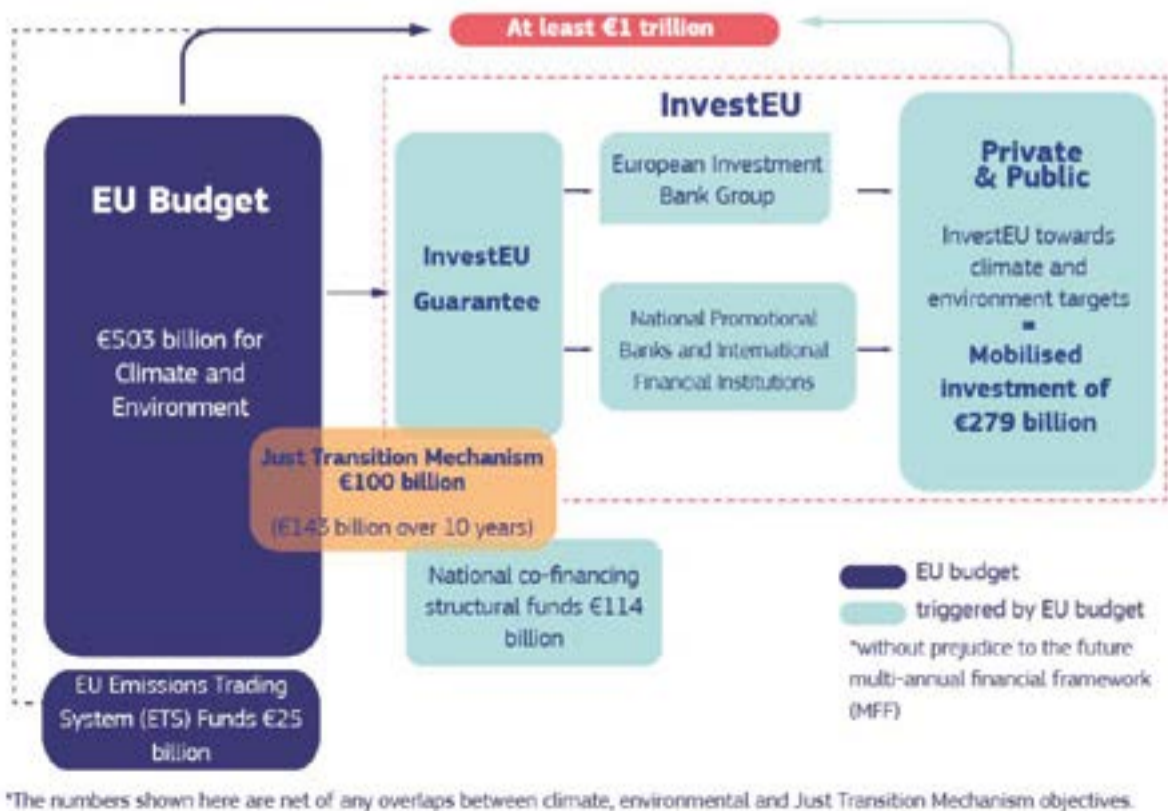 At least €1 trillion
InvestEU
EU Budget
€503 billion for
Climate and
Environment
InvestEU
Guarantee
European Investment
Bank Group
National Promotional
Banks and International
Financial Institutions
Private
& Public
InvestEU towards
climate and
environment targets
=
Mobilised
investment of
€279 billion
Just Transition Mechanism
€100 billion
(€143 billion over 10 years)
National co-financing
structural funds €114
billion
EU Emissions Trading
System (ETS) Funds €25
billion
EU budget
triggered by EU budget
*without prejudice to the future
multi-annual financial framework
(MFF)
*The numbers shown here are net of any overlaps between climate, environmental and Just Transition Mechanism objectives.